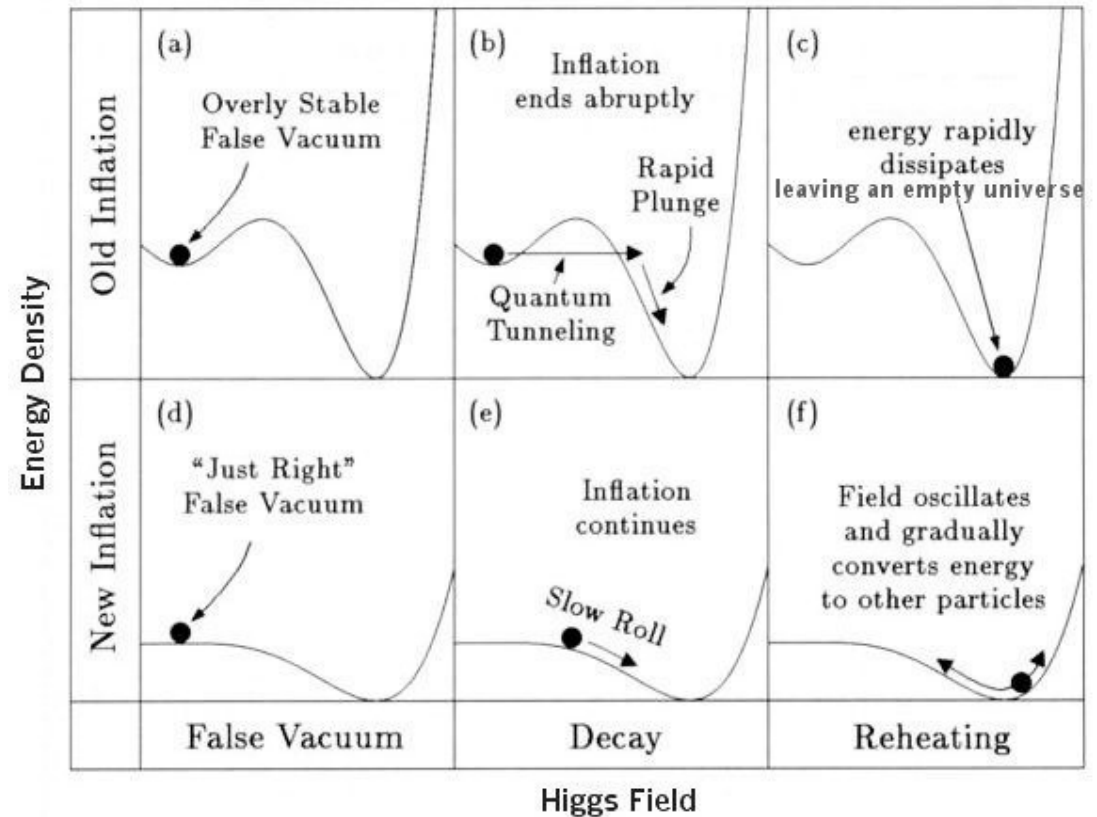 Energy Density
Old Inflation
(a)
Overly Stable
False Vacuum
(b)
Inflation
ends abruptly
Rapid
Plunge
Quantum
Tunneling
(c)
energy rapidly
dissipates
leaving an empty universe
New Inflation
(d)
“Just Right”
False Vacuum
(e)
Inflation
continues
Slow Roll
(f)
Field oscillates
and gradually
converts energy
to other particles
False Vacuum
Decay
Reheating
Higgs Field